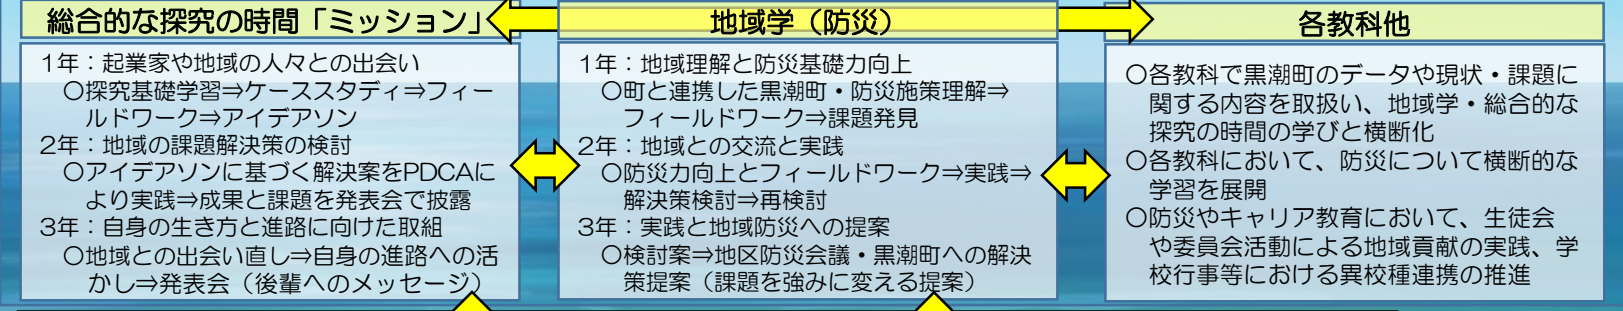 総合的な探究の時間「ミッション」
1年：起業家や地域の人々との出会い
○探究基礎学習⇒ケーススタディ⇒フィー
ルドワーク⇒アイデアソン
2年：地域の課題解決策の検討
○アイデアソンに基づく解決案をPDCAに
より実践⇒成果と課題を発表会で披露
3年：自身の生き方と進路に向けた取組
○地域との出会い直し⇒自身の進路への活
かし⇒発表会（後輩へのメッセージ）
地域学（防災）
1年：地域理解と防災基礎力向上
○町と連携した黒潮町・防災施策理解⇒
フィールドワーク⇒課題発見
2年：地域との交流と実践
○防災力向上とフィールドワーク⇒実践⇒
解決策検討⇒再検討
3年：実践と地域防災への提案
○検討案⇒地区防災会議・黒潮町への解決
策提案（課題を強みに変える提案）
各教科他
○各教科で黒潮町のデータや現状・課題に
関する内容を取扱い、地域学・総合的な
探究の時間の学びと横断化
○各教科において、防災について横断的な
学習を展開
○防災やキャリア教育において、生徒会
や委員会活動による地域貢献の実践、学
校行事等における異校種連携の推進